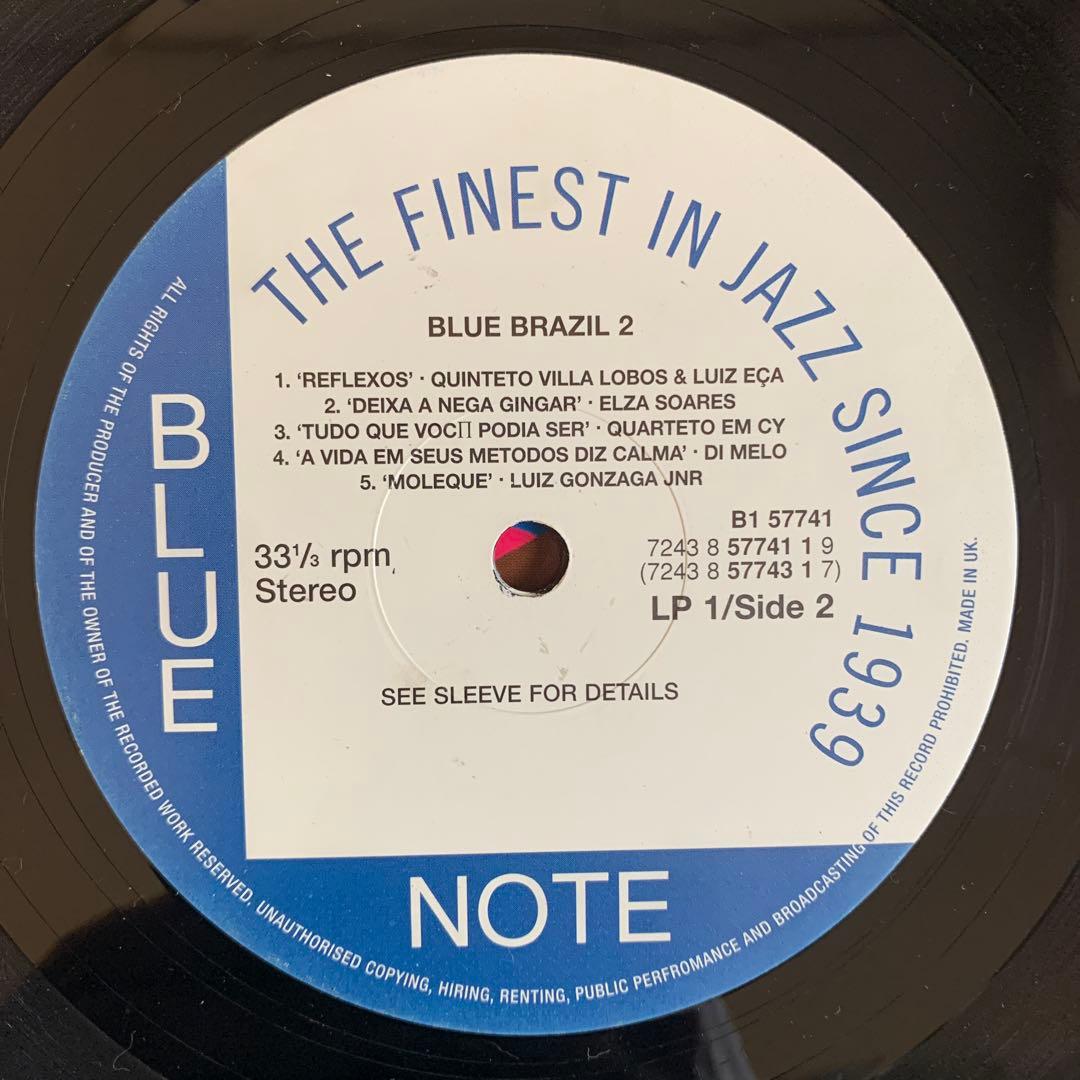 THE FINEST IN JAZZ SINCE 1939
BLUE BRAZIL 2
1. ‘REFLEXOS’ · QUINTETO VILLA LOBOS & LUIZ EÇA
2. ‘DEIXA A NEGA GINGAR’ · ELZA SOARES
3. ‘TUDO QUE VOCΠ PODIA SER’ · QUARTETO EM CY
4. ‘A VIDA EM SEUS METODOS DIZ CALMA’ · DI MELO
5. ‘MOLEQUE’ · LUIZ GONZAGA JNR
B1 57741
7243 8 57741 1 9
(7243 8 57743 1 7)
LP 1/Side 2
33⅓ rpm
Stereo
SEE SLEEVE FOR DETAILS
BLUE
NOTE
ALL RIGHTS OF THE PRODUCER AND OF THE OWNER OF THE RECORDED WORK RESERVED. UNAUTHORISED COPYING, HIRING, RENTING, PUBLIC PERFROMANCE AND BROADCASTING OF THIS RECORD PROHIBITED. MADE IN UK.